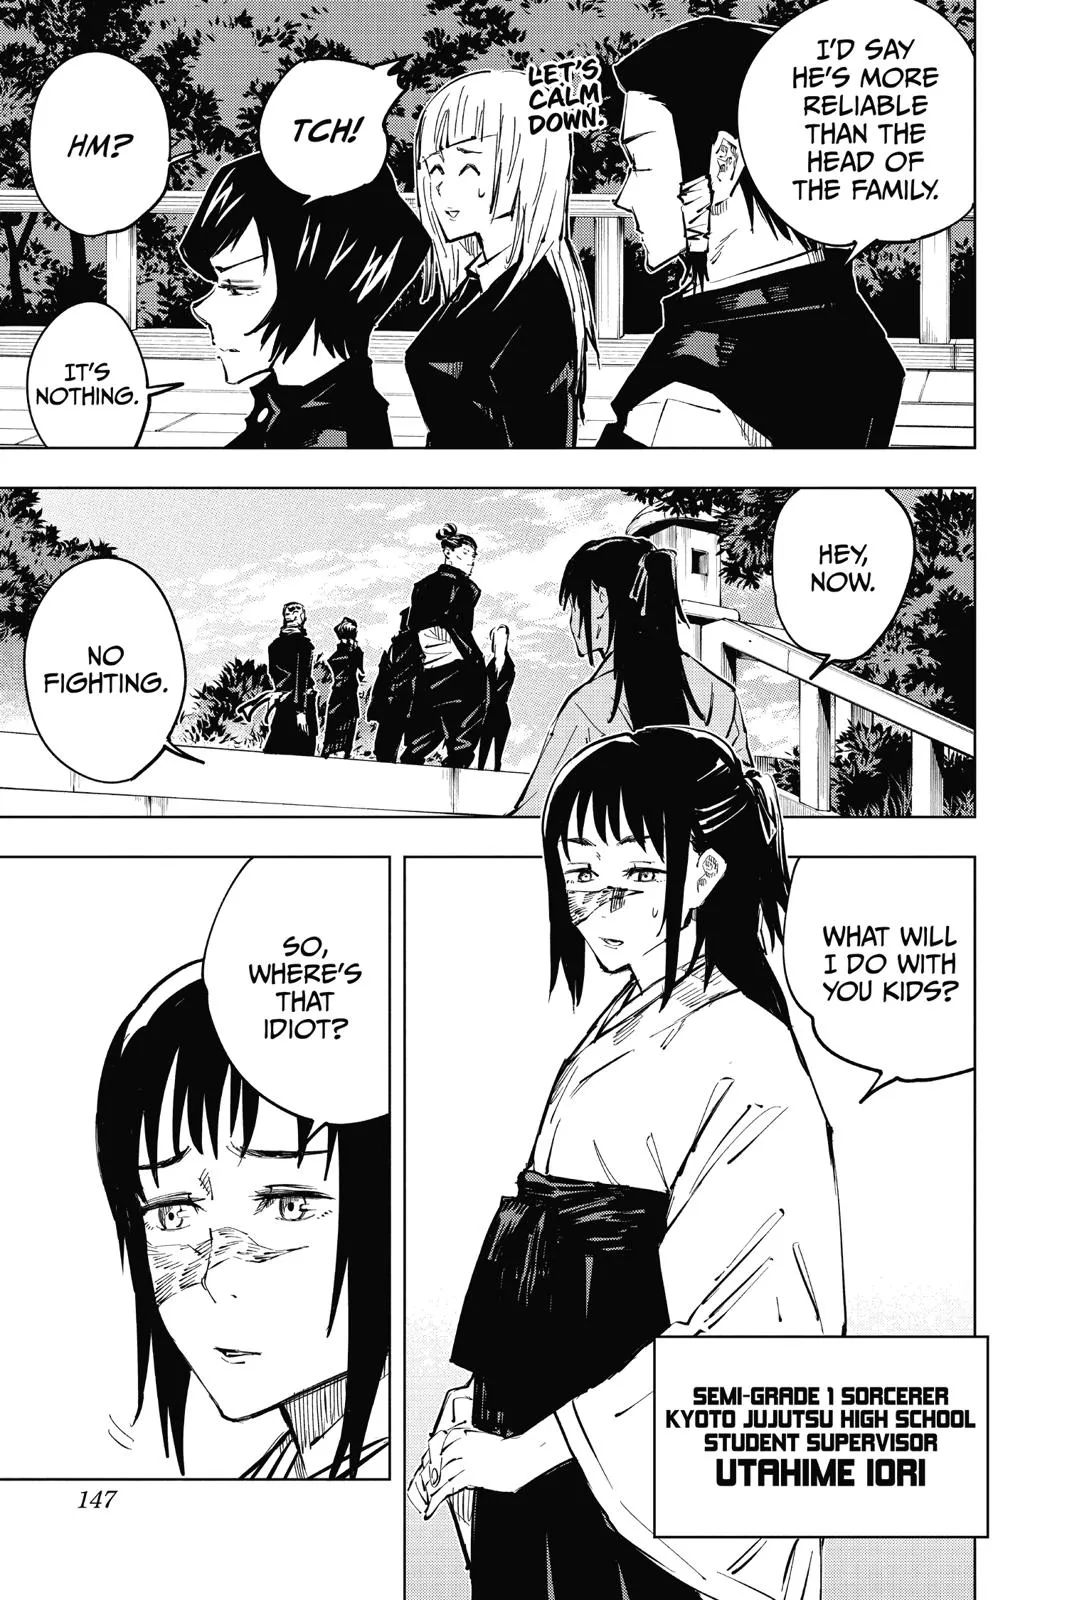 I'D SAY
HE'S MORE
RELIABLE
THAN THE
HEAD OF
THE FAMILY.
LET'S
CALM
DOWN.
TCH!
HM?
IT'S
NOTHING.
HEY,
NOW.
NO
FIGHTING.
WHAT WILL
I DO WITH
YOU KIDS?
SEMI-GRADE 1 SORCERER
KYOTO JUJUTSU HIGH SCHOOL
STUDENT SUPERVISOR
UTAHIME IORI
SO,
WHERE'S
THAT
IDIOT?
147